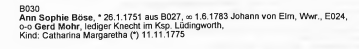 B030
Ann Sophie Böse, * 26.1.1751 aus B027, ∞ 1.6.1783 Johann von Elm, Wwr., E024,
o-o Gerd Mohr, lediger Knecht im Ksp. Lüdingworth,
Kind: Catharina Margaretha (*) 11.11.1775